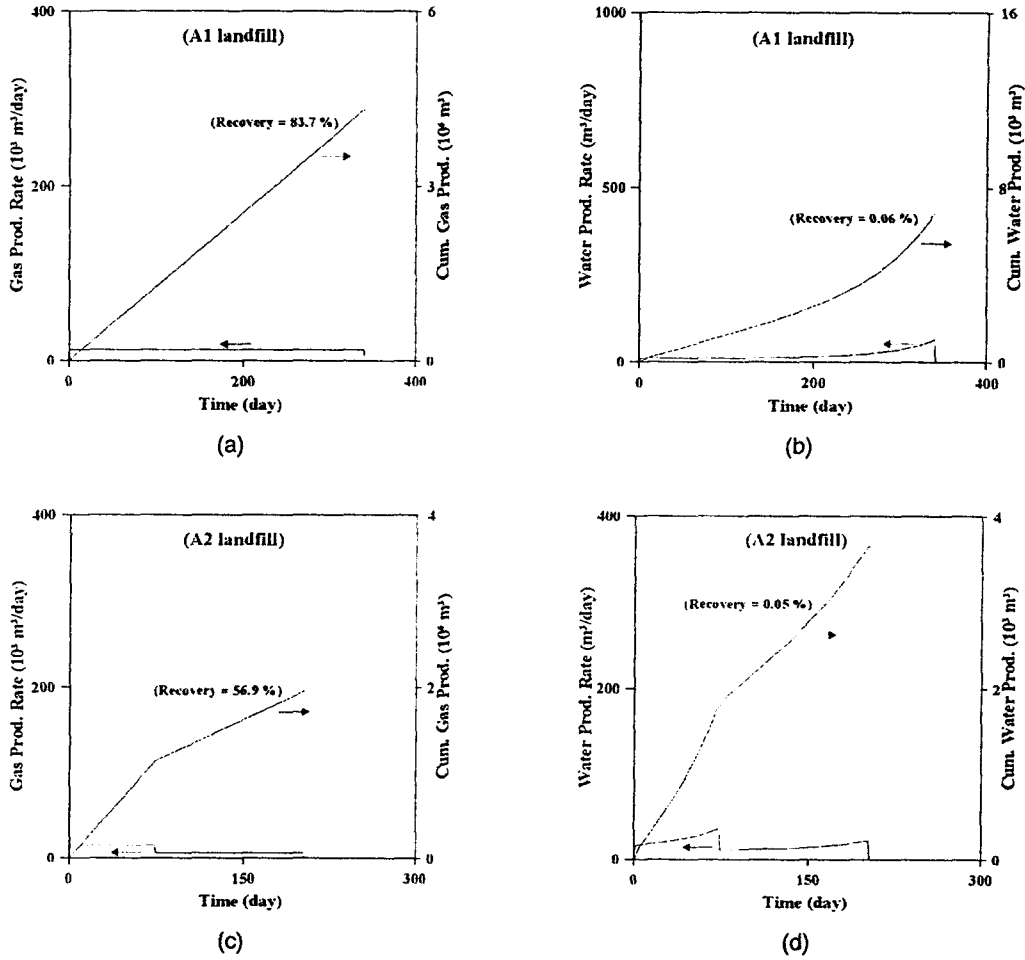 (A1 landfill)
(Recovery = 83.7 %)
Gas Prod. Rate (10³ m³/day)
Cum. Gas Prod. (10⁶ m³)
400
200
0
6
3
0
0
200
400
Time (day)
(a)
(A1 landfill)
(Recovery = 0.06 %)
Water Prod. Rate (m³/day)
Cum. Water Prod. (10³ m³)
1000
500
0
16
8
0
0
200
400
Time (day)
(b)
(A2 landfill)
(Recovery = 56.9 %)
Gas Prod. Rate (10³ m³/day)
Cum. Gas Prod. (10⁶ m³)
400
200
0
4
2
0
0
150
300
Time (day)
(c)
(A2 landfill)
(Recovery = 0.05 %)
Water Prod. Rate (m³/day)
Cum. Water Prod. (10³ m³)
400
200
0
4
2
0
0
150
300
Time (day)
(d)